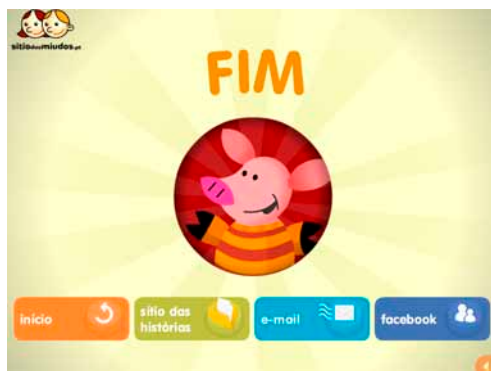 sitiodosmiudos.pt
FIM
início
sítio das
histórias
e-mail
facebook